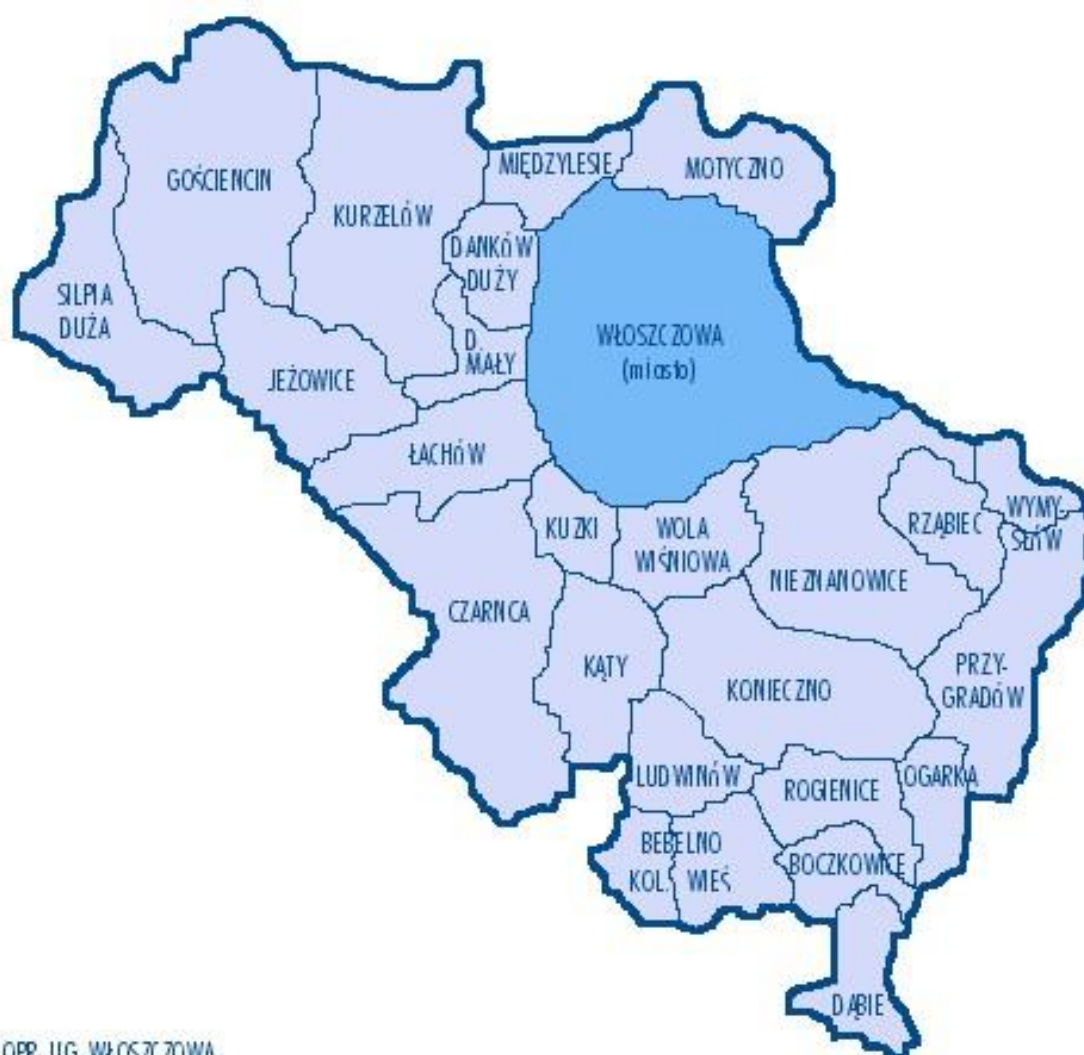 MIĘDZYLESIE
MOTYCZNO
GOŚCIENCIN
KURZELÓW
DANKÓW
DUŻY
SILPIA
DUŻA
D.
MAŁY
WŁOSZCZOWA
(miasto)
JEŻOWICE
ŁACHÓW
KUZKI
WOLA
WIŚNIOWA
RZĄBIEC
WYMY-
SŁÓW
NIEZNANOWICE
CZARNCA
KĄTY
KONIECZNO
PRZY-
GRADÓW
LUDWINÓW
ROGIENICE
OGARKA
BEBELNO
KOL.
WIEŚ
BOCZKOWICE
DĄBIE
OPR. UG WŁOSZCZOWA